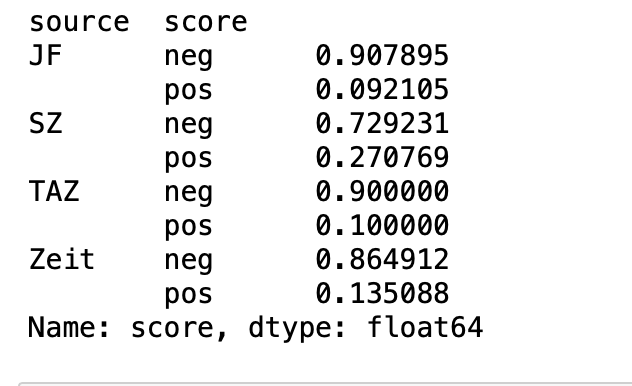 source  score
JF      neg      0.907895
        pos      0.092105
SZ      neg      0.729231
        pos      0.270769
TAZ     neg      0.900000
        pos      0.100000
Zeit    neg      0.864912
        pos      0.135088
Name: score, dtype: float64